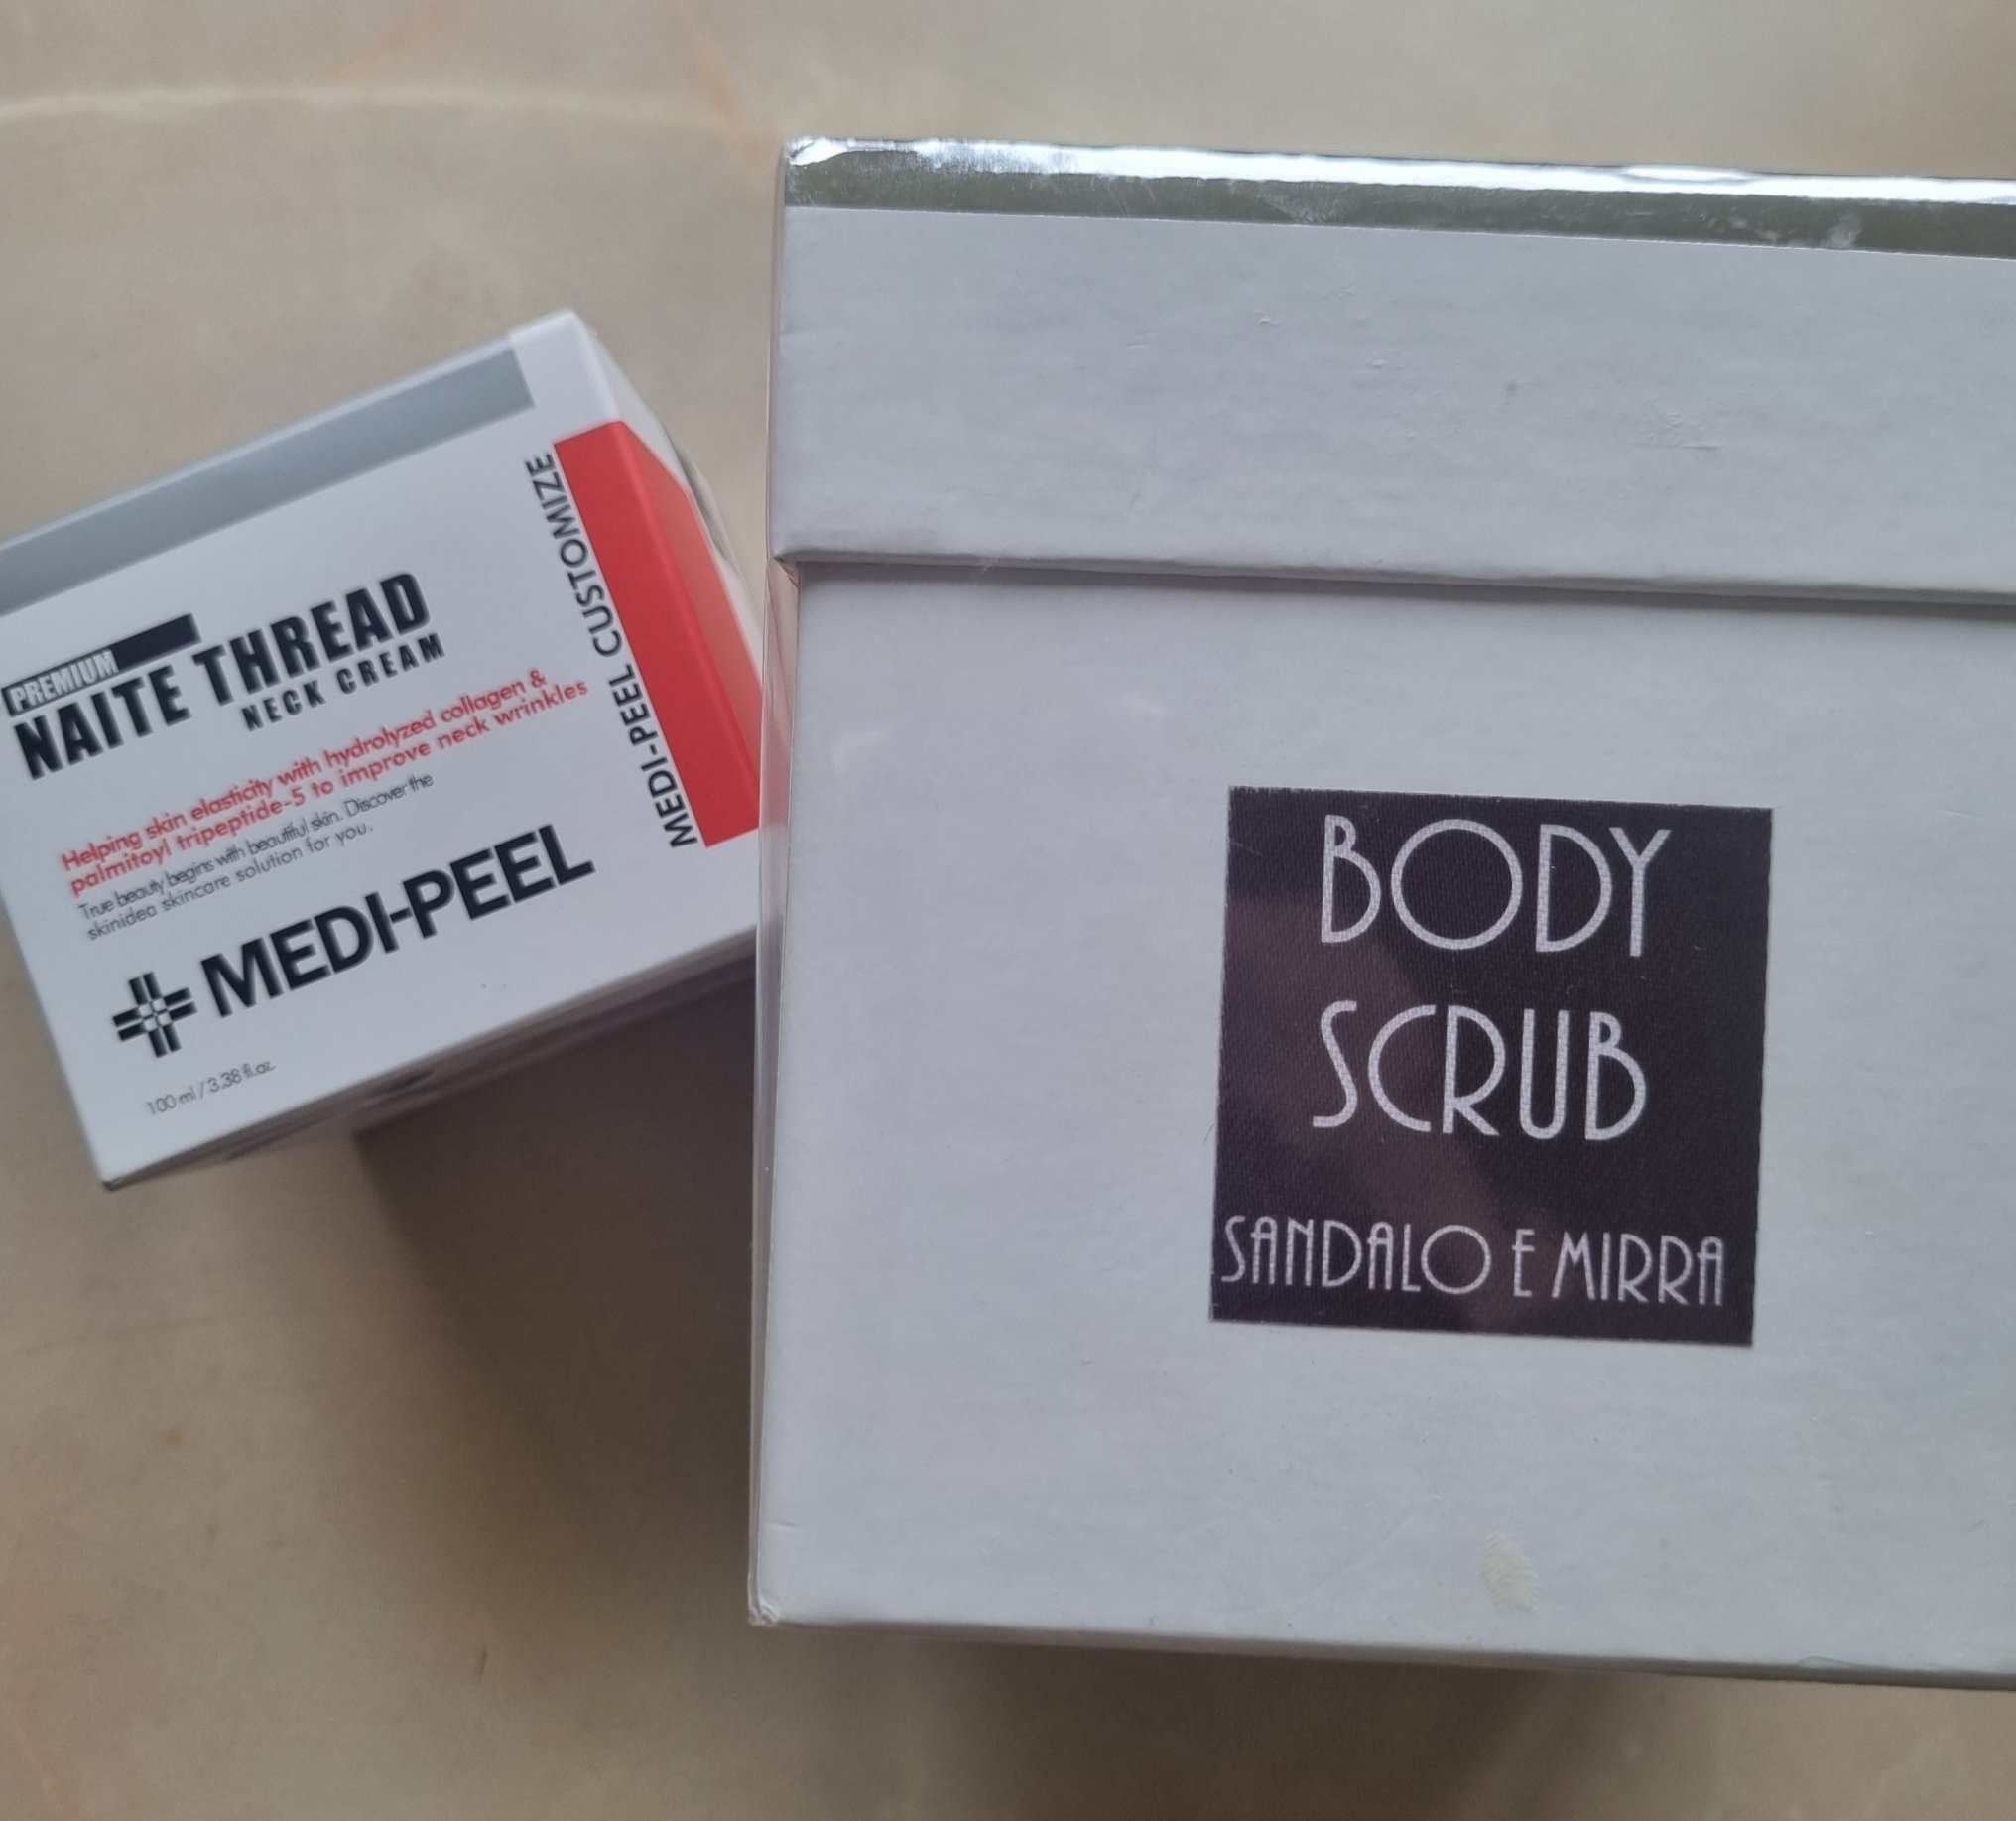 PREMIUM
NAITE THREAD
NECK CREAM
Helping skin elasticity with hydrolyzed collagen &
palmitoyl tripeptide-5 to improve neck wrinkles
True beauty begins with beautiful skin. Discover the
skinidea skincare solution for you.
MEDI-PEEL
100 ml / 3.38 fl.oz.
MEDI-PEEL CUSTOMIZE
BODY
SCRUB
SANDALO E MIRRA